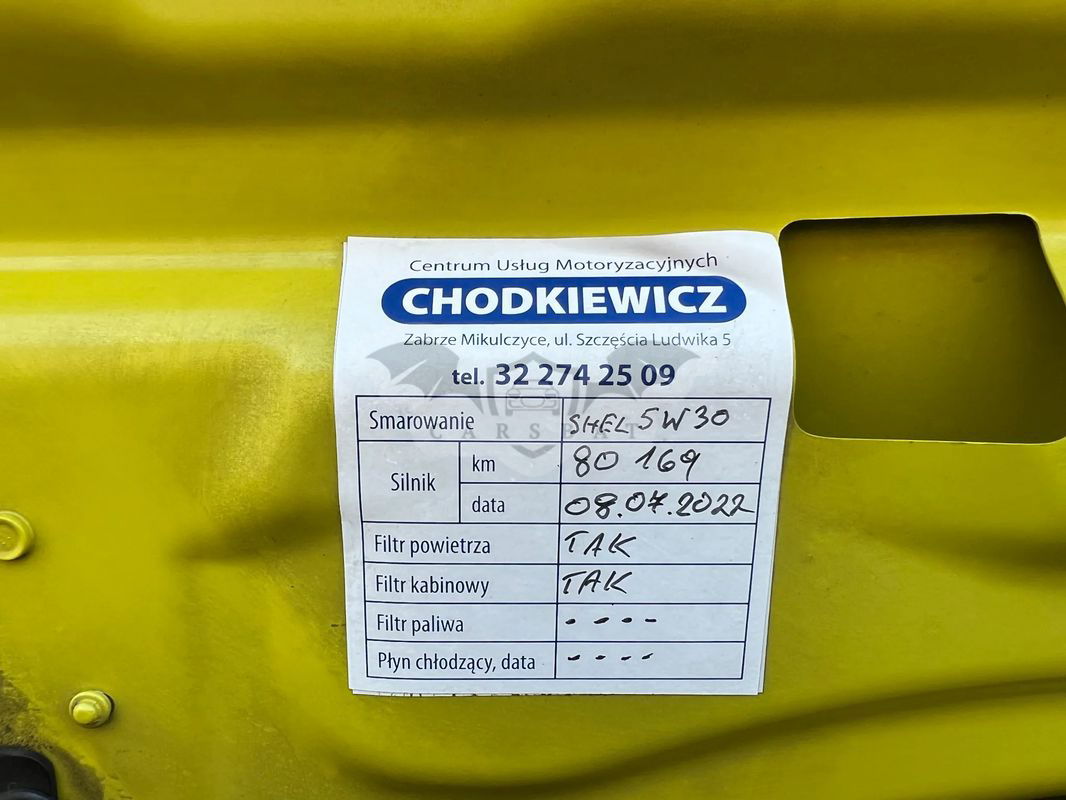 Centrum Usług Motoryzacyjnych
CHODKIEWICZ
Zabrze Mikulczyce, ul. Szczęścia Ludwika 5
tel. 32 274 25 09
Smarowanie SHEL 5W30
CARSPAT
Silnik km 80 169
data 08.07.2022
Filtr powietrza TAK
Filtr kabinowy TAK
Filtr paliwa - - - -
Płyn chłodzący, data - - - -